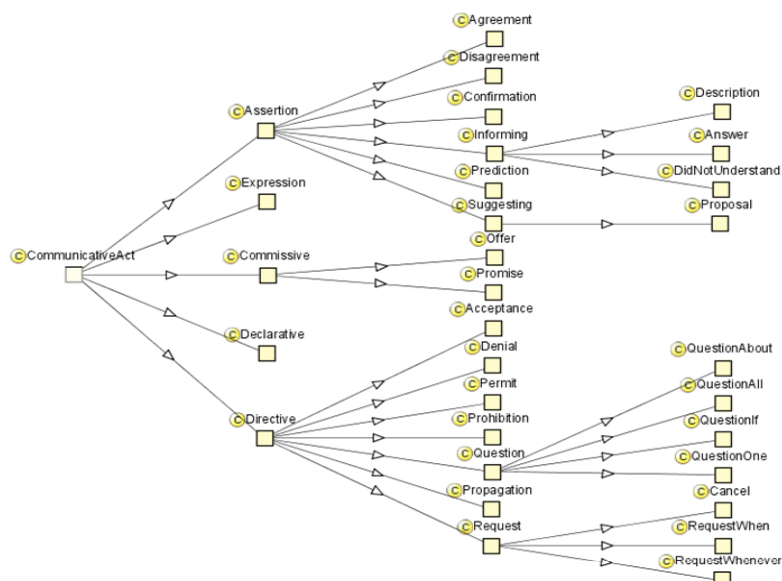 CommunicativeAct
Assertion
Expression
Commissive
Declarative
Directive
Agreement
Disagreement
Confirmation
Informing
Prediction
Suggesting
Offer
Promise
Acceptance
Denial
Permit
Prohibition
Question
Propagation
Request
Description
Answer
DidNotUnderstand
Proposal
QuestionAbout
QuestionAll
QuestionIf
QuestionOne
Cancel
RequestWhen
RequestWhenever